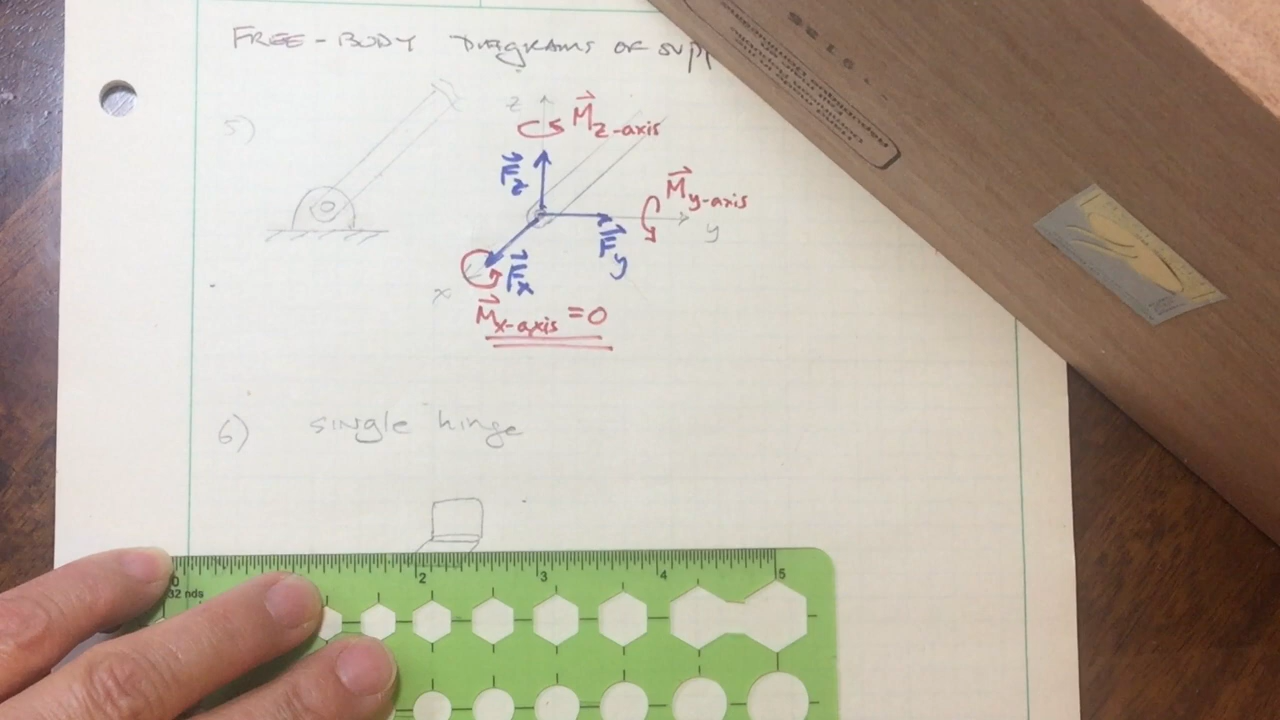 FREE-BODY DIAGRAMS OF
5)
z
M⃗z-axis
F⃗z
M⃗y-axis
y
F⃗y
F⃗x
x
M⃗x-axis = 0
6) single hinge
0 2 3 4 5
32 nds